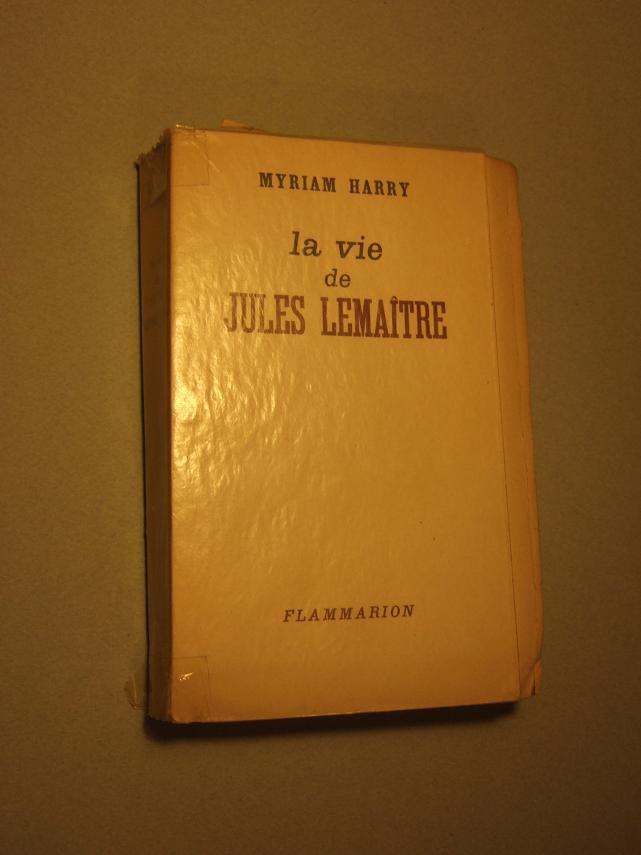 MYRIAM HARRY
la vie
de
JULES LEMAÎTRE
FLAMMARION